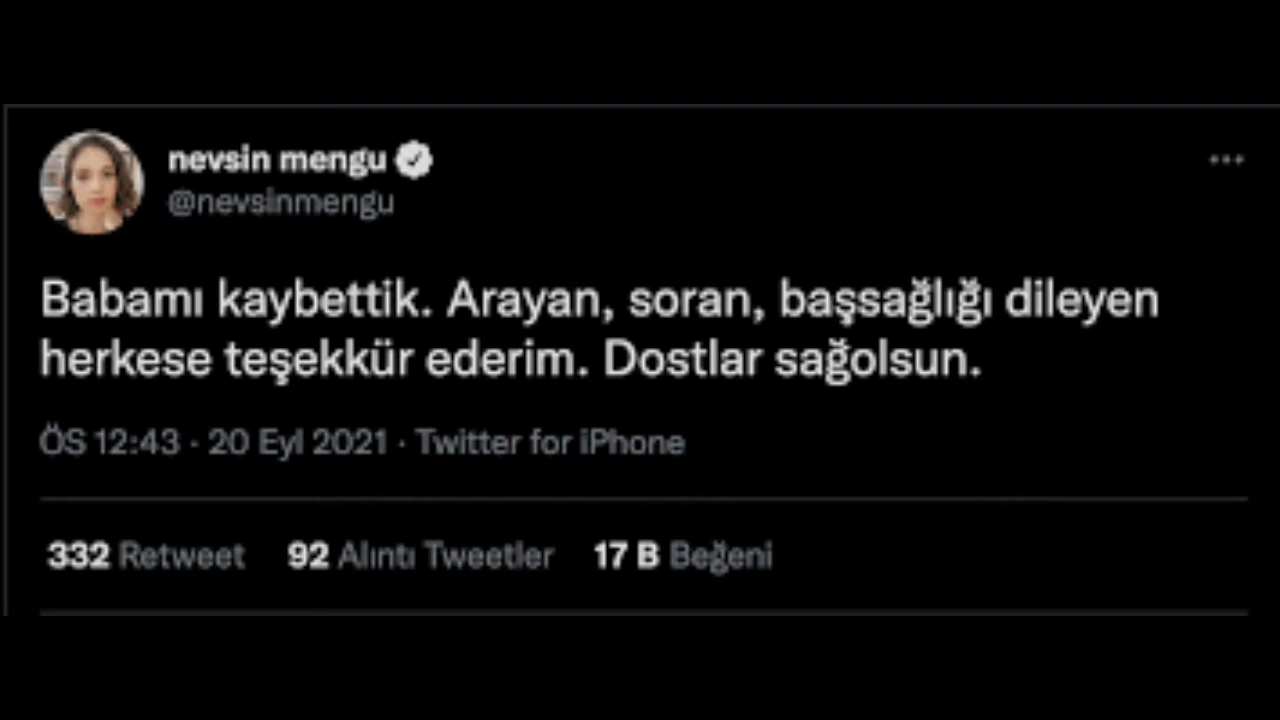 nevsin mengu
@nevsinmengu
Babamı kaybettik. Arayan, soran, başsağlığı dileyen
herkese teşekkür ederim. Dostlar sağolsun.
ÖS 12:43 · 20 Eyl 2021 · Twitter for iPhone
332 Retweet 92 Alıntı Tweetler 17 B Beğeni